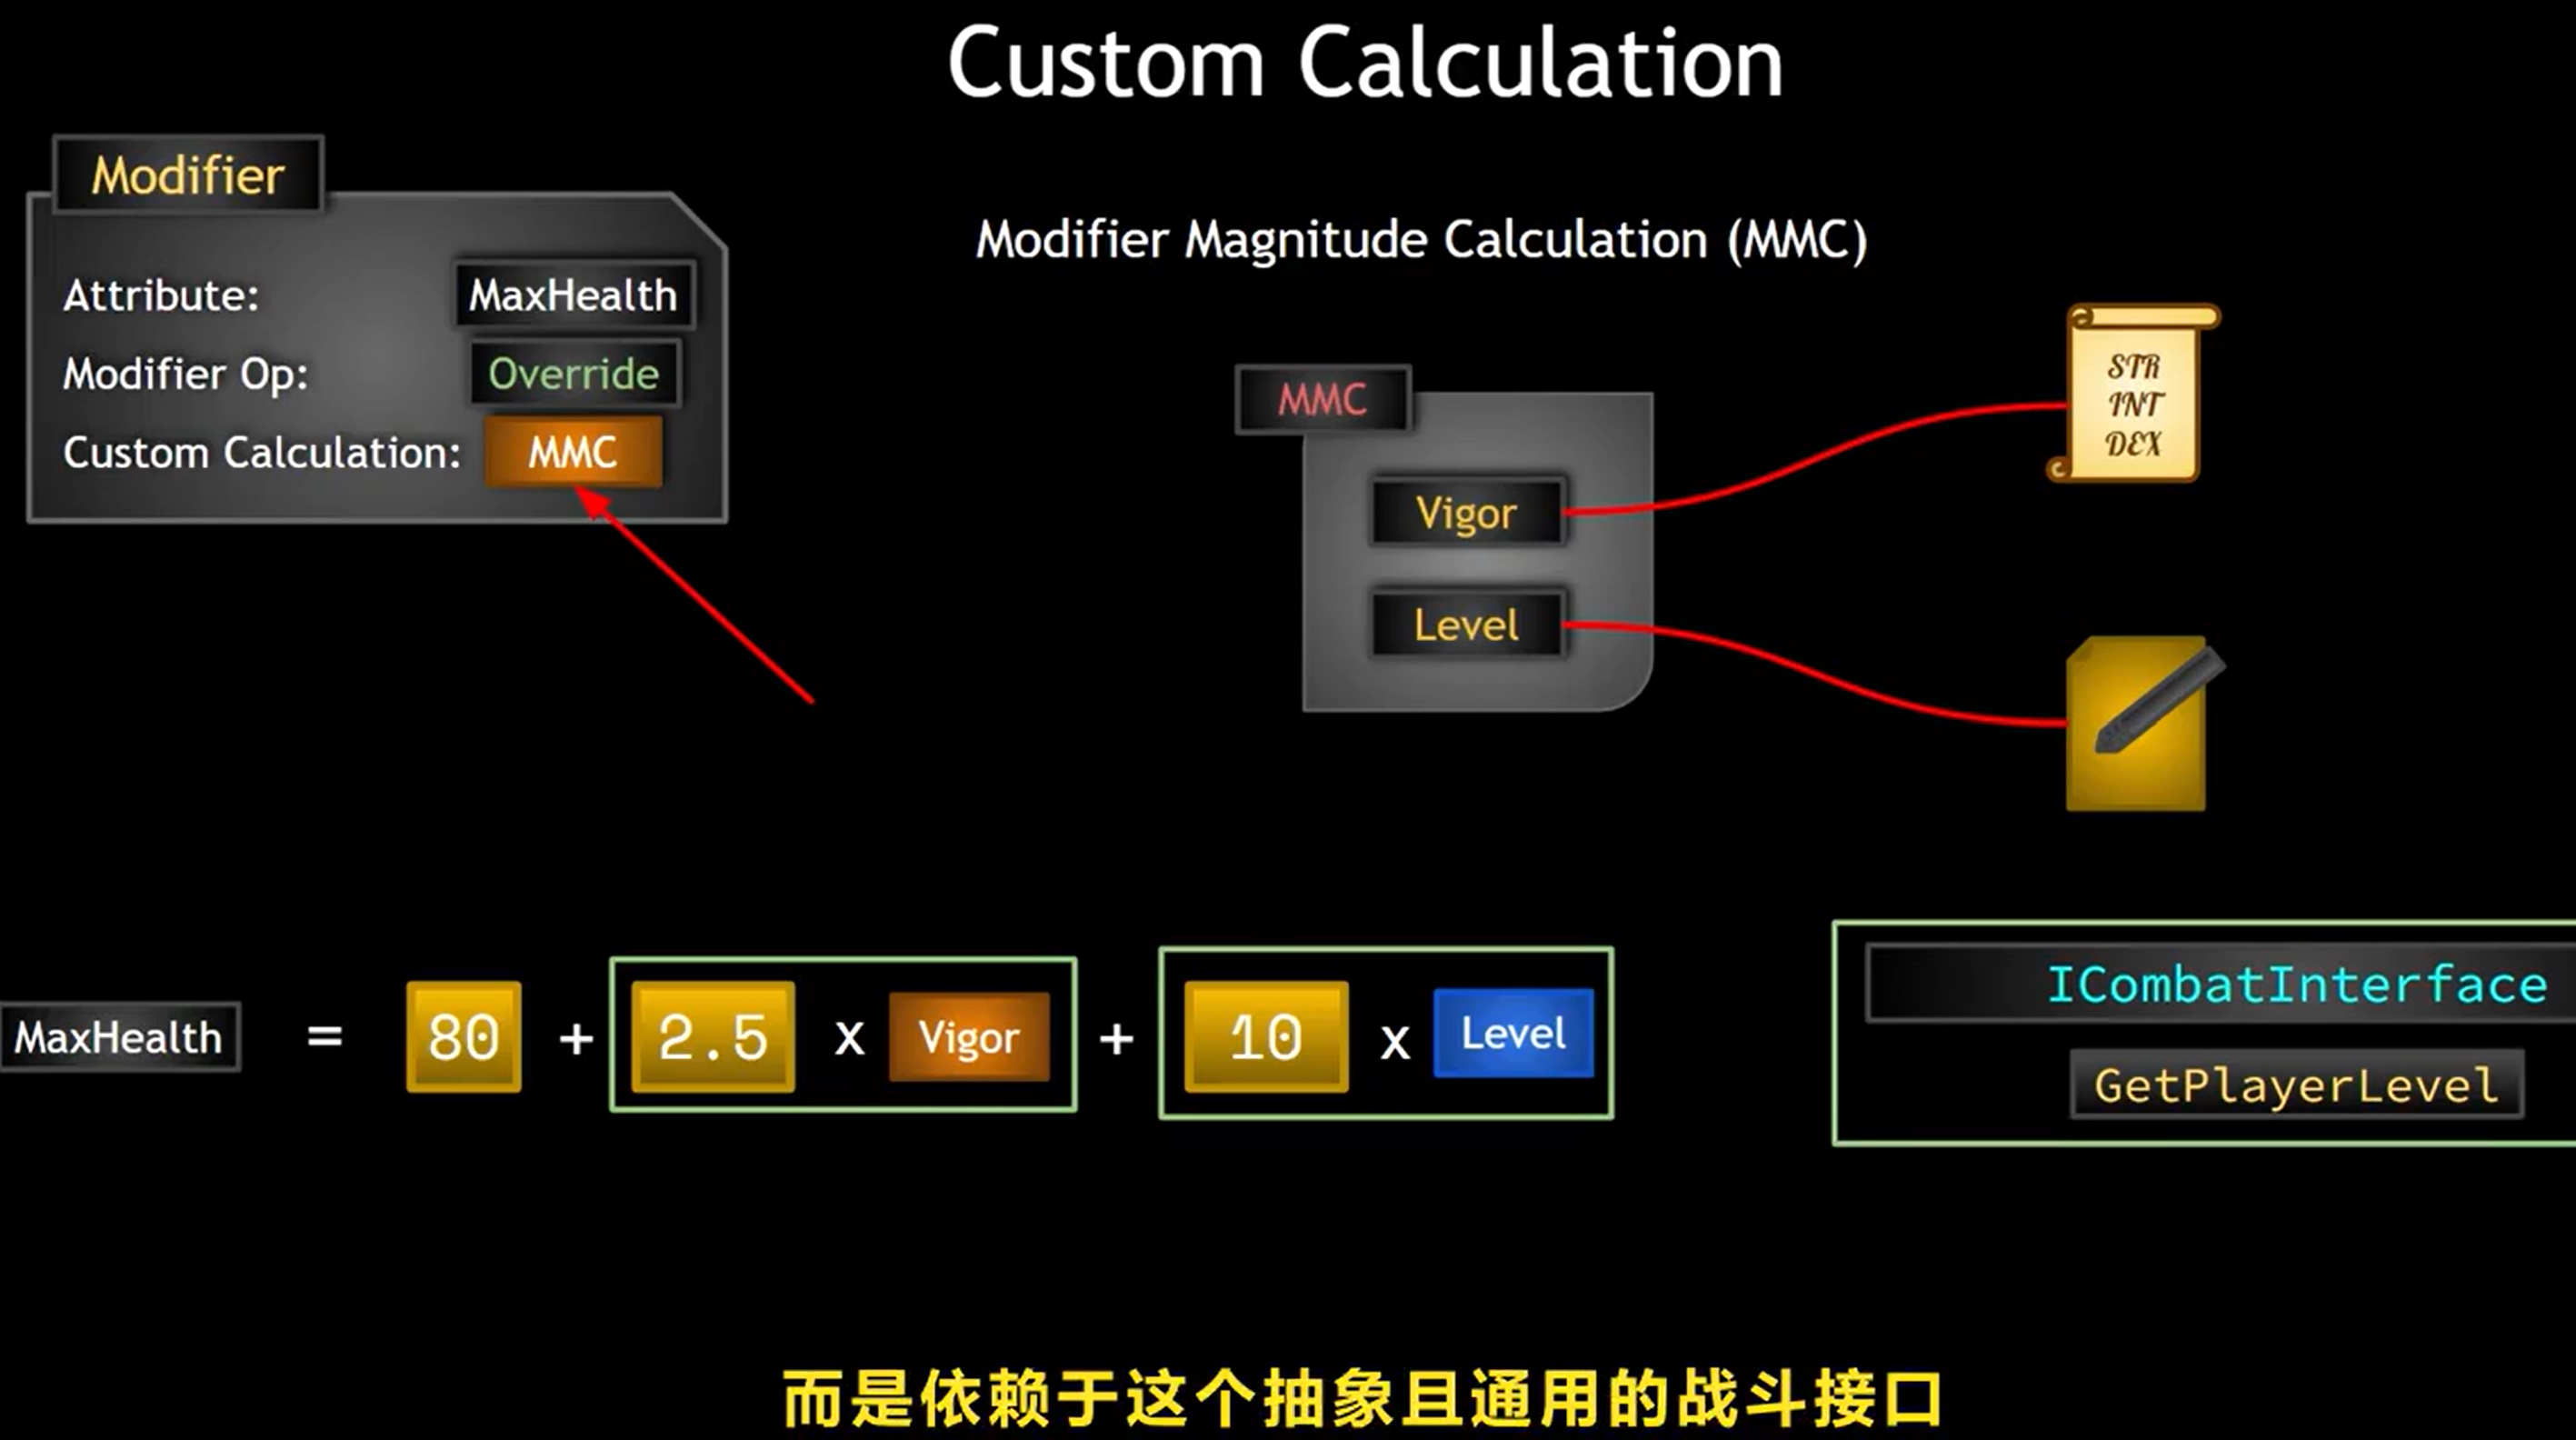 Custom Calculation
Modifier
Attribute: MaxHealth
Modifier Op: Override
Custom Calculation: MMC
Modifier Magnitude Calculation (MMC)
MMC
Vigor
Level
STR
INT
DEX
MaxHealth = 80 + 2.5 x Vigor + 10 x Level
ICombatInterface
GetPlayerLevel
而是依赖于这个抽象且通用的战斗接口